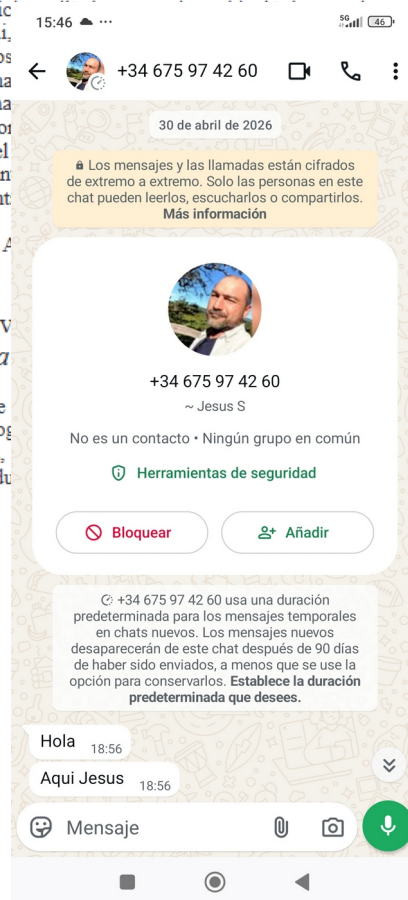 15:46
5G
46
+34 675 97 42 60
30 de abril de 2026
Los mensajes y las llamadas están cifrados
de extremo a extremo. Solo las personas en este
chat pueden leerlos, escucharlos o compartirlos.
Más información
+34 675 97 42 60
~ Jesus S
No es un contacto • Ningún grupo en común
Herramientas de seguridad
Bloquear
Añadir
+34 675 97 42 60 usa una duración
predeterminada para los mensajes temporales
en chats nuevos. Los mensajes nuevos
desaparecerán de este chat después de 90 días
de haber sido enviados, a menos que se use la
opción para conservarlos. Establece la duración
predeterminada que desees.
Hola 18:56
Aqui Jesus 18:56
Mensaje